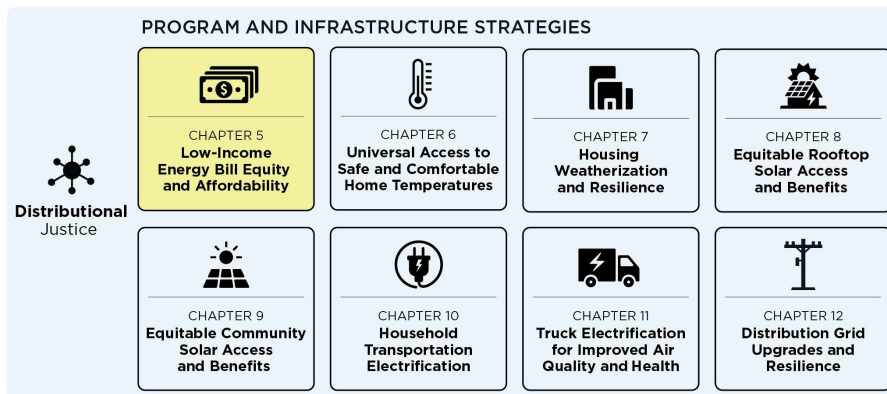 PROGRAM AND INFRASTRUCTURE STRATEGIES
Distributional
Justice
$
CHAPTER 5
Low-Income
Energy Bill Equity
and Affordability
CHAPTER 6
Universal Access to
Safe and Comfortable
Home Temperatures
CHAPTER 7
Housing
Weatherization
and Resilience
CHAPTER 8
Equitable Rooftop
Solar Access
and Benefits
CHAPTER 9
Equitable Community
Solar Access
and Benefits
CHAPTER 10
Household
Transportation
Electrification
CHAPTER 11
Truck Electrification
for Improved Air
Quality and Health
CHAPTER 12
Distribution Grid
Upgrades and
Resilience